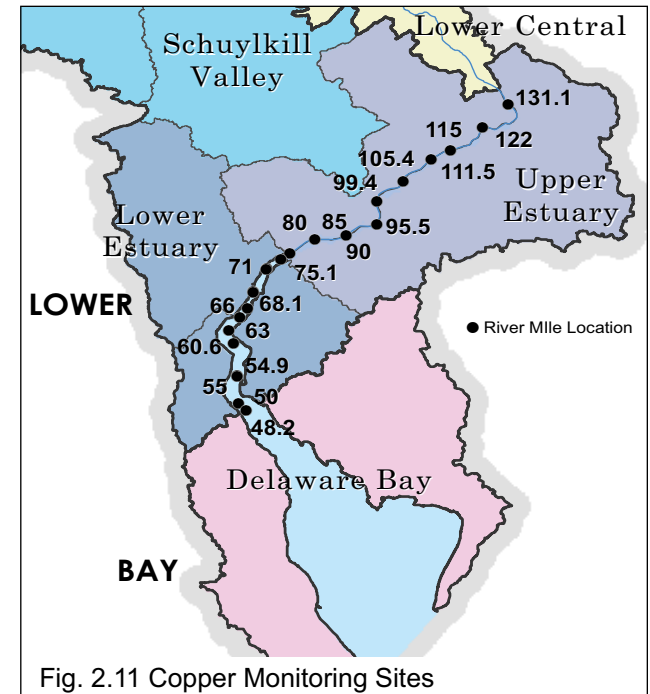 Lower Central
Schuylkill
Valley
131.1
115
122
105.4
111.5
99.4
Upper
Estuary
Lower
Estuary
80
85
95.5
90
71
75.1
LOWER
66
68.1
River MIle Location
63
60.6
54.9
55
50
48.2
Delaware Bay
BAY
Fig. 2.11 Copper Monitoring Sites